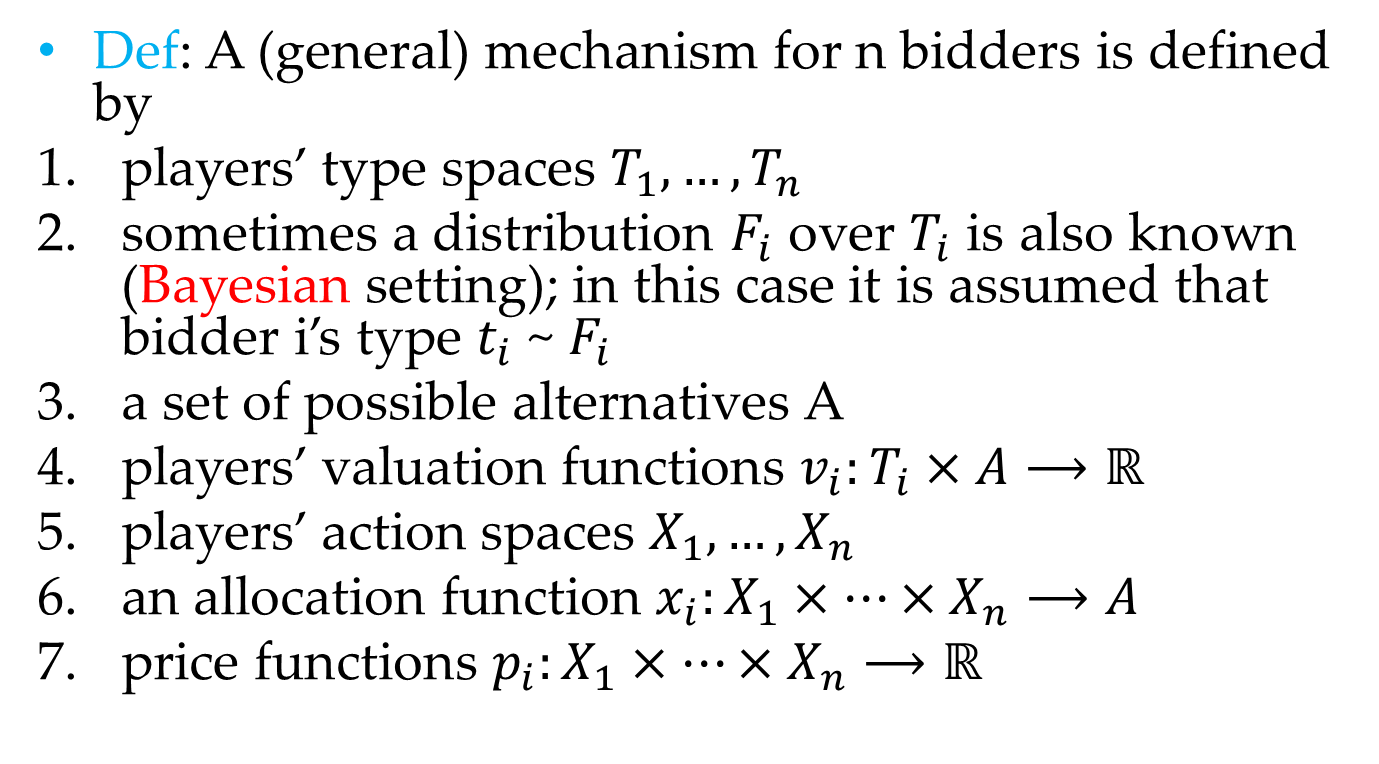 • Def: A (general) mechanism for n bidders is defined
by
1. players’ type spaces 𝑇₁, … , 𝑇ₙ
2. sometimes a distribution 𝐹ᵢ over 𝑇ᵢ is also known
(Bayesian setting); in this case it is assumed that
bidder i’s type 𝑡ᵢ ~ 𝐹ᵢ
3. a set of possible alternatives A
4. players’ valuation functions 𝑣ᵢ: 𝑇ᵢ × 𝐴 ⟶ ℝ
5. players’ action spaces 𝑋₁, … , 𝑋ₙ
6. an allocation function 𝑥ᵢ: 𝑋₁ × ⋯ × 𝑋ₙ ⟶ 𝐴
7. price functions 𝑝ᵢ: 𝑋₁ × ⋯ × 𝑋ₙ ⟶ ℝ